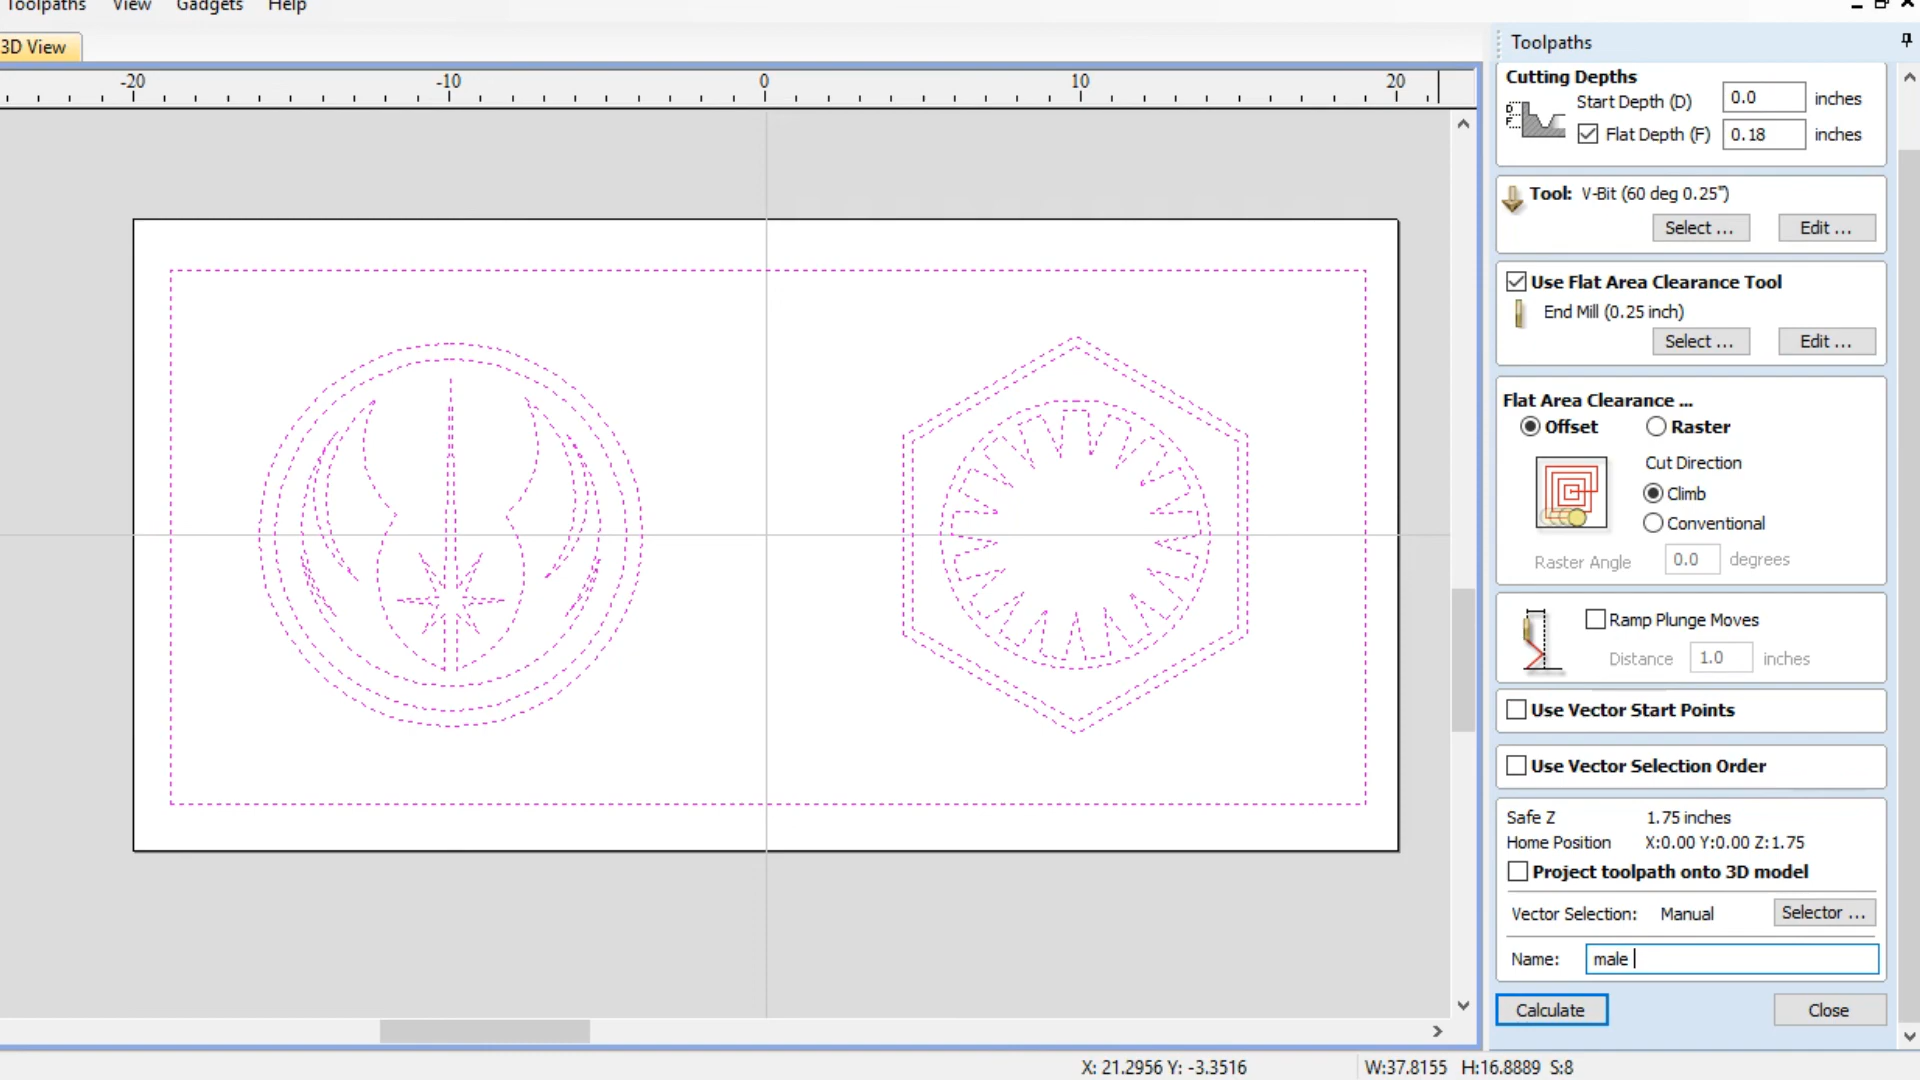 Toolpaths View Gadgets Help
3D View
Toolpaths
-20 -10 0 10 20
Cutting Depths
Start Depth (D) 0.0 inches
D
F
Flat Depth (F) 0.18 inches
Tool: V-Bit (60 deg 0.25")
Select ... Edit ...
Use Flat Area Clearance Tool
End Mill (0.25 inch)
Select ... Edit ...
Flat Area Clearance ...
Offset Raster
Cut Direction
Climb
Conventional
Raster Angle 0.0 degrees
Ramp Plunge Moves
Distance 1.0 inches
Use Vector Start Points
Use Vector Selection Order
Safe Z 1.75 inches
Home Position X:0.00 Y:0.00 Z:1.75
Project toolpath onto 3D model
Vector Selection: Manual Selector ...
Name: male
Calculate Close
X: 21.2956 Y: -3.3516 W:37.8155 H:16.8889 S:8